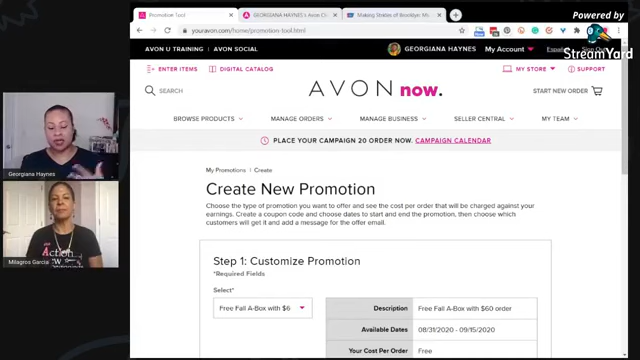 Powered by
StreamYard
Promotion Tool
GEORGIANA HAYNES's Avon
Making Strides of Brooklyn:
youravon.com/home/promotion-tool.html
AVON U TRAINING | AVON SOCIAL
GEORGIANA HAYNES
My Account
Español
Sign Out
ENTER ITEMS
DIGITAL CATALOG
MY STORE
SUPPORT
SEARCH
AVON now.
START NEW ORDER
BROWSE PRODUCTS
MANAGE ORDERS
MANAGE BUSINESS
SELLER CENTRAL
MY TEAM
PLACE YOUR CAMPAIGN 20 ORDER NOW. CAMPAIGN CALENDAR
My Promotions
Create
Create New Promotion
Choose the type of promotion you want to offer and see the cost per order that will be charged against your
earnings. Create a coupon code and choose dates to start and end the promotion, then choose which
customers will get it and add a message for the offer email.
Step 1: Customize Promotion
*Required Fields
Select*
Free Fall A-Box with $6
Description
Free Fall A-Box with $60 order
Available Dates
08/31/2020 - 09/15/2020
Your Cost Per Order
Free
Georgiana Haynes
Action
Milagros Garcia